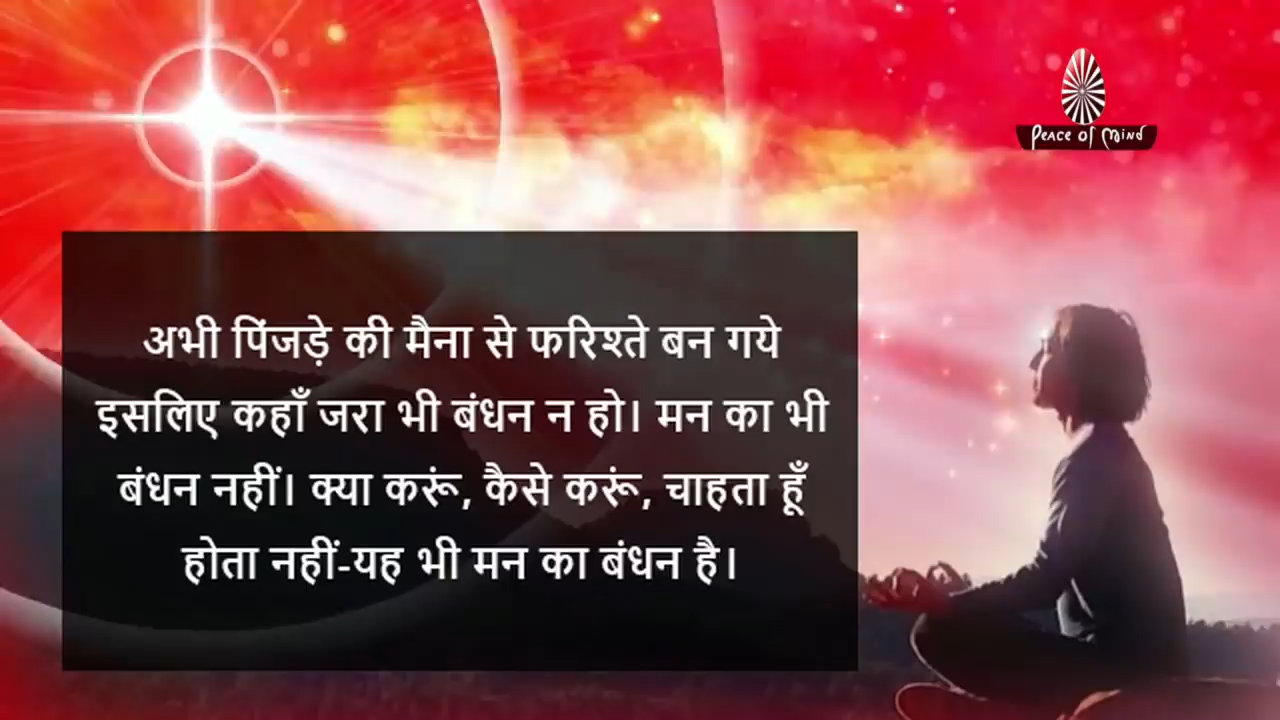 Peace of Mind
अभी पिंजड़े की मैना से फरिश्ते बन गये
इसलिए कहाँ जरा भी बंधन न हो। मन का भी
बंधन नहीं। क्या करूं, कैसे करूं, चाहता हूँ
होता नहीं-यह भी मन का बंधन है।